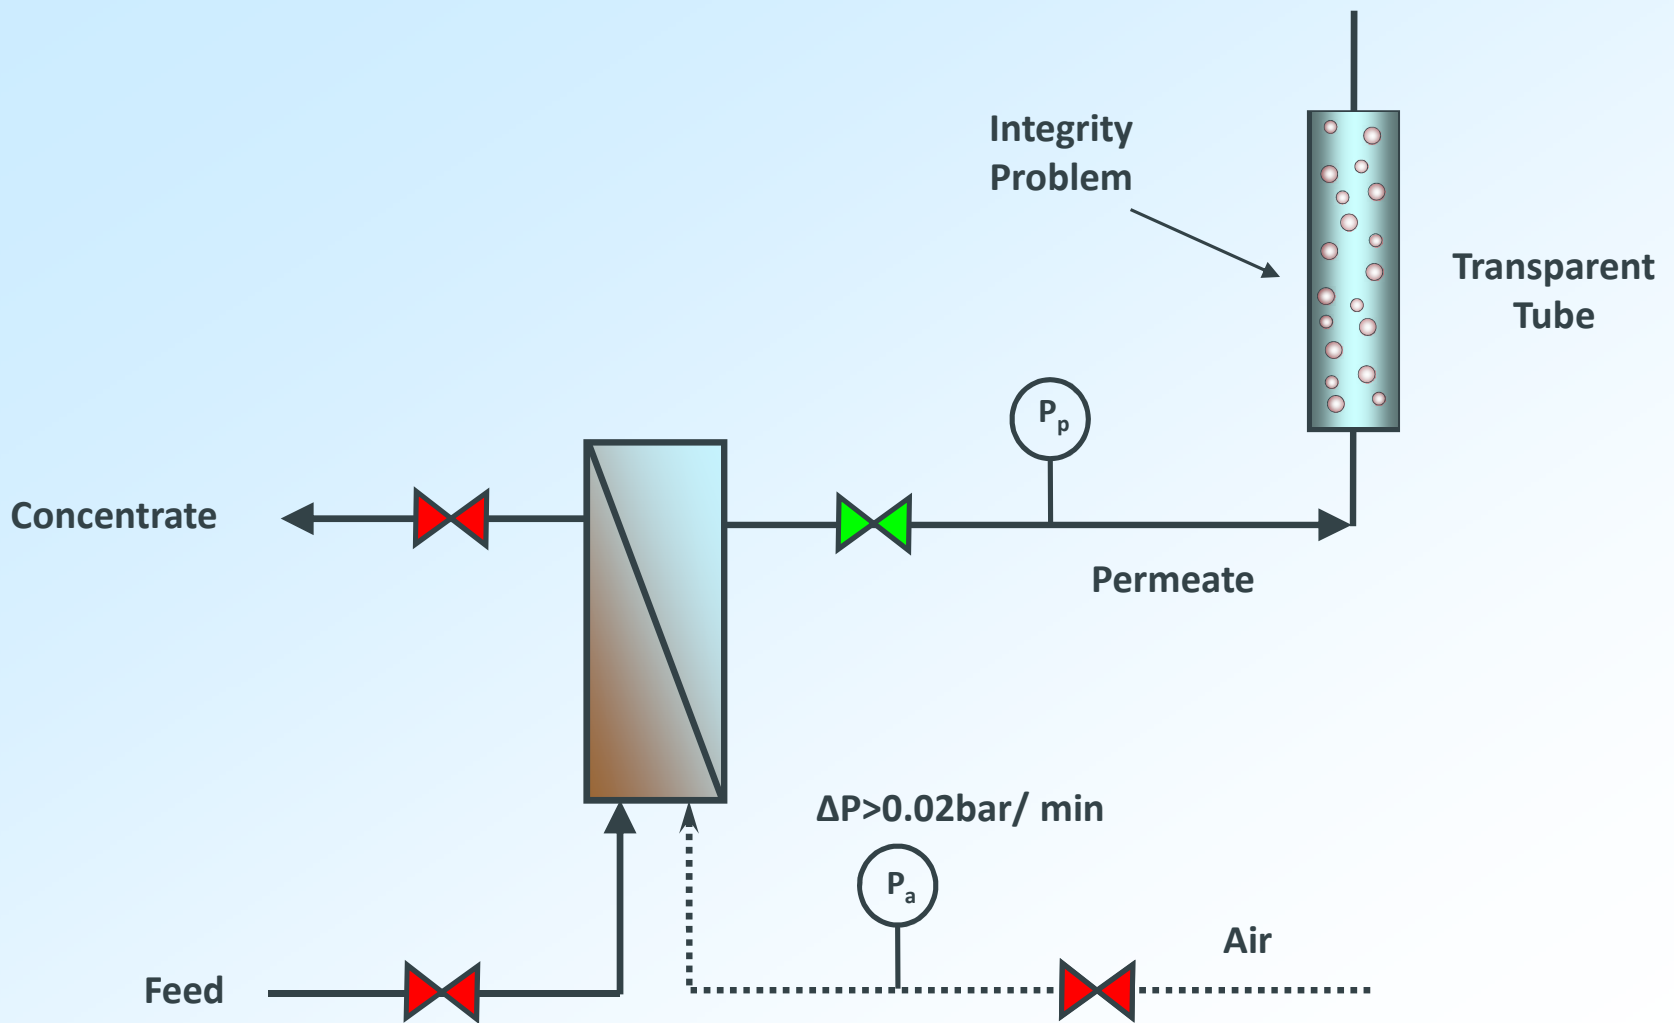 Integrity
Problem
Transparent
Tube
Pp
Concentrate
Permeate
ΔP>0.02bar/ min
Pa
Air
Feed